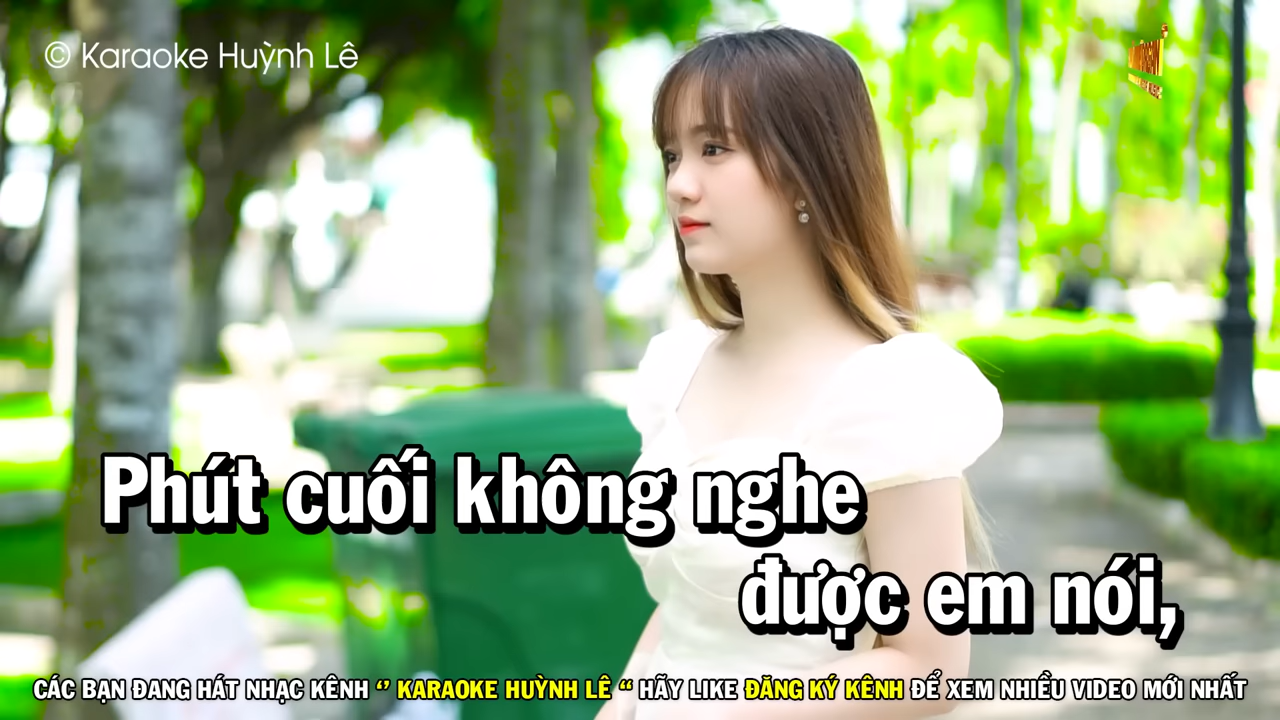 © Karaoke Huỳnh Lê
Phút cuối không nghe
được em nói,
CÁC BẠN ĐANG HÁT NHẠC KÊNH ‘’ KARAOKE HUỲNH LÊ “ HÃY LIKE ĐĂNG KÝ KÊNH ĐỂ XEM NHIỀU VIDEO MỚI NHẤT